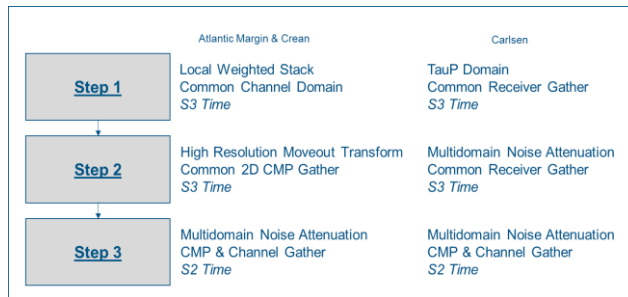 Atlantic Margin & Crean
Carlsen
Step 1
Local Weighted Stack
Common Channel Domain
S3 Time
TauP Domain
Common Receiver Gather
S3 Time
Step 2
High Resolution Moveout Transform
Common 2D CMP Gather
S3 Time
Multidomain Noise Attenuation
Common Receiver Gather
S3 Time
Step 3
Multidomain Noise Attenuation
CMP & Channel Gather
S2 Time
Multidomain Noise Attenuation
CMP & Channel Gather
S2 Time